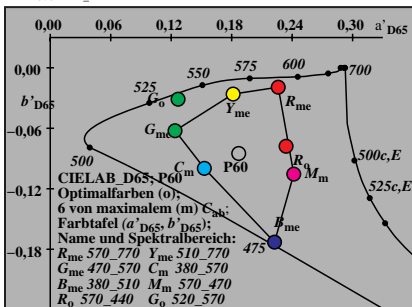 0,00 0,06 0,12 0,18 0,24 0,30 a'D65
0,00
b'D65
−0,06
−0,12
−0,18
525 550 575 600 700
500
475
500c,E
525c,E
Go
Yme
Rme
Gme
Cm
P60
Ro
Mm
Bme
CIELAB_D65; P60
Optimalfarben (o);
6 von maximalem (m) Cab;
Farbtafel (a'D65, b'D65);
Name und Spektralbereich:
Rme 570_770 Yme 510_770
Gme 470_570 Cm 380_570
Bme 380_510 Mm 570_470
Ro 570_440 Go 520_570